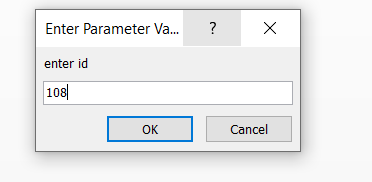 Enter Parameter Va... ?
enter id
108
OK Cancel